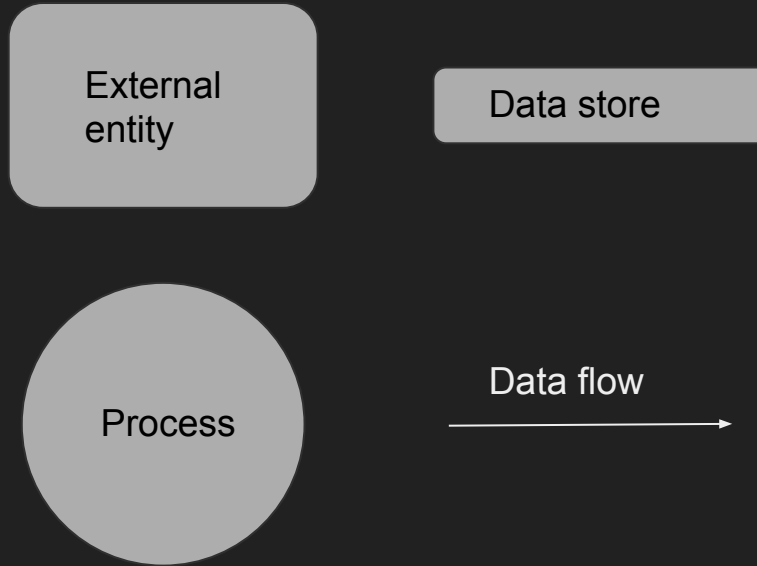 External
entity
Data store
Process
Data flow